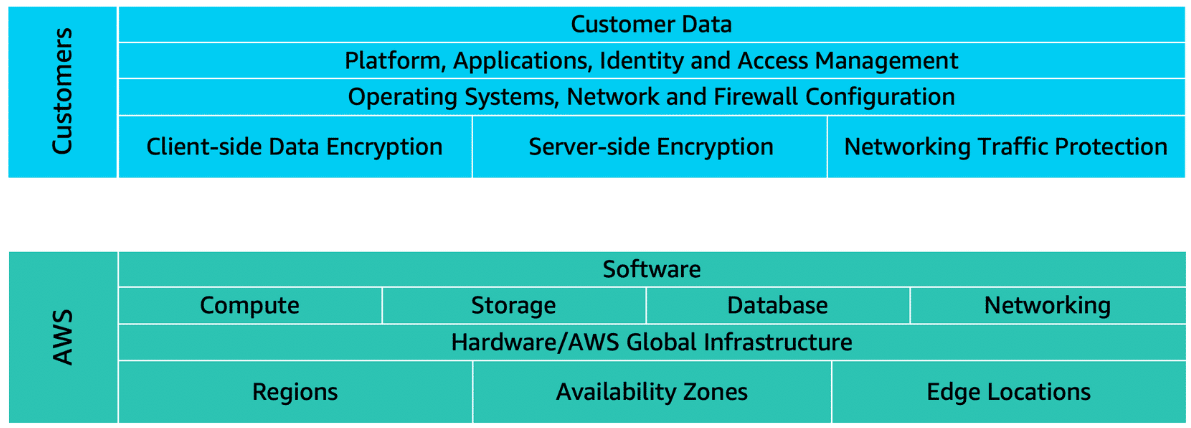 Customers
Customer Data
Platform, Applications, Identity and Access Management
Operating Systems, Network and Firewall Configuration
Client-side Data Encryption
Server-side Encryption
Networking Traffic Protection
AWS
Software
Compute
Storage
Database
Networking
Hardware/AWS Global Infrastructure
Regions
Availability Zones
Edge Locations